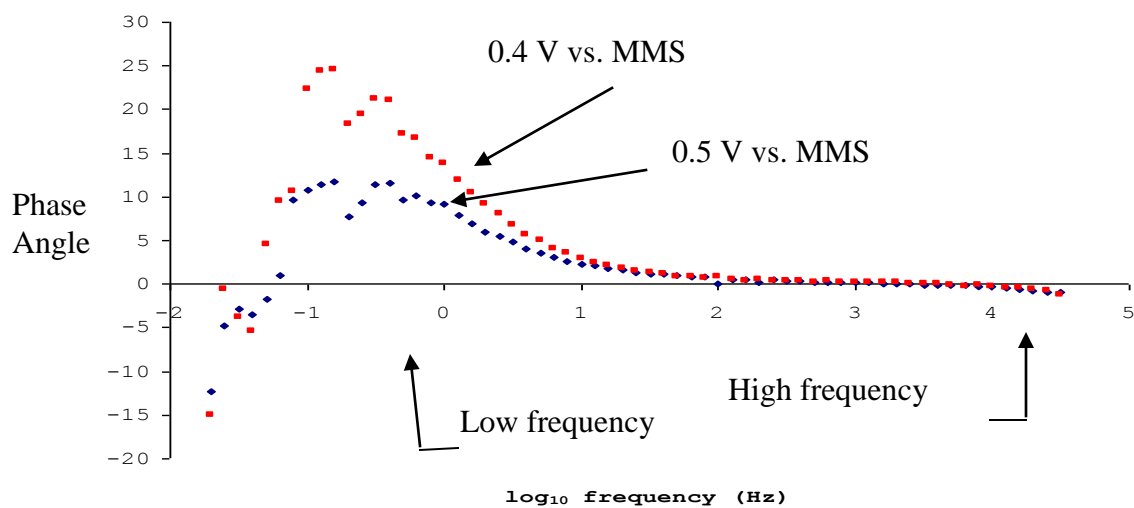 30
25
20
15
10
5
0
-5
-10
-15
-20
-2
-1
0
1
2
3
4
5
0.4 V vs. MMS
0.5 V vs. MMS
Phase
Angle
High frequency
Low frequency
log₁₀ frequency (Hz)